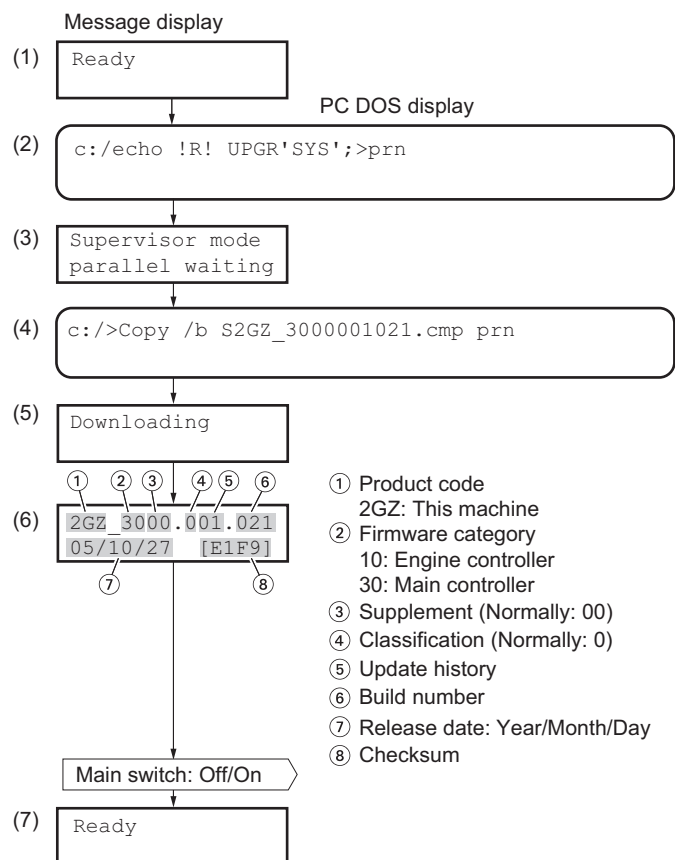 Message display
(1) Ready
PC DOS display
(2) c:/echo !R! UPGR'SYS';>prn
(3) Supervisor mode
parallel waiting
(4) c:/>Copy /b S2GZ_3000001021.cmp prn
(5) Downloading
① ② ③ ④ ⑤ ⑥
(6) 2GZ_3000.001.021
05/10/27 [E1F9]
⑦ ⑧
① Product code
2GZ: This machine
② Firmware category
10: Engine controller
30: Main controller
③ Supplement (Normally: 00)
④ Classification (Normally: 0)
⑤ Update history
⑥ Build number
⑦ Release date: Year/Month/Day
⑧ Checksum
Main switch: Off/On
(7) Ready